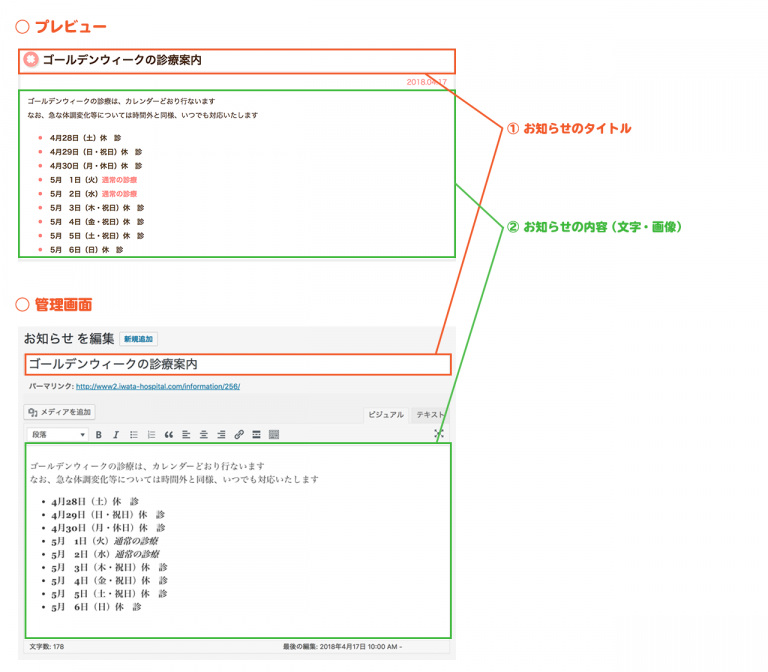 ○ プレビュー
ゴールデンウィークの診療案内
2018.04.17
ゴールデンウィークの診療は、カレンダーどおり行ないます
なお、急な体調変化等については時間外と同様、いつでも対応いたします
4月28日（土）休　診
4月29日（日・祝日）休　診
4月30日（月・休日）休　診
5月　1日（火）通常の診療
5月　2日（水）通常の診療
5月　3日（木・祝日）休　診
5月　4日（金・祝日）休　診
5月　5日（土・祝日）休　診
5月　6日（日）休　診
① お知らせのタイトル
② お知らせの内容（文字・画像）
○ 管理画面
お知らせ を編集 新規追加
ゴールデンウィークの診療案内
パーマリンク: http://www2.iwata-hospital.com/information/256/
メディアを追加
ビジュアル テキスト
段落 B I
ゴールデンウィークの診療は、カレンダーどおり行ないます
なお、急な体調変化等については時間外と同様、いつでも対応いたします
4月28日（土）休　診
4月29日（日・祝日）休　診
4月30日（月・休日）休　診
5月　1日（火）通常の診療
5月　2日（水）通常の診療
5月　3日（木・祝日）休　診
5月　4日（金・祝日）休　診
5月　5日（土・祝日）休　診
5月　6日（日）休　診
文字数: 178 最後の編集: 2018年4月17日 10:00 AM -